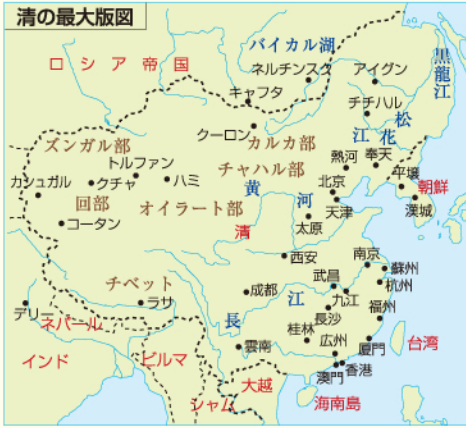 清の最大版図
バイカル湖
黒龍江
ロシア帝国
ネルチンスク
アイグン
キャフタ
チチハル
松花江
クーロン
ズンガル部
カルカ部
トルファン
チャハル部
熱河
奉天
カシュガル
クチャ
ハミ
北京
平壌
朝鮮
回部
オイラート部
黄河
天津
漢城
コータン
太原
清
西安
南京
蘇州
チベット
武昌
杭州
デリー
ラサ
成都
九江
ネパール
長江
長沙
福州
インド
ビルマ
雲南
桂林
広州
厦門
台湾
大越
澳門
香港
シャム
海南島